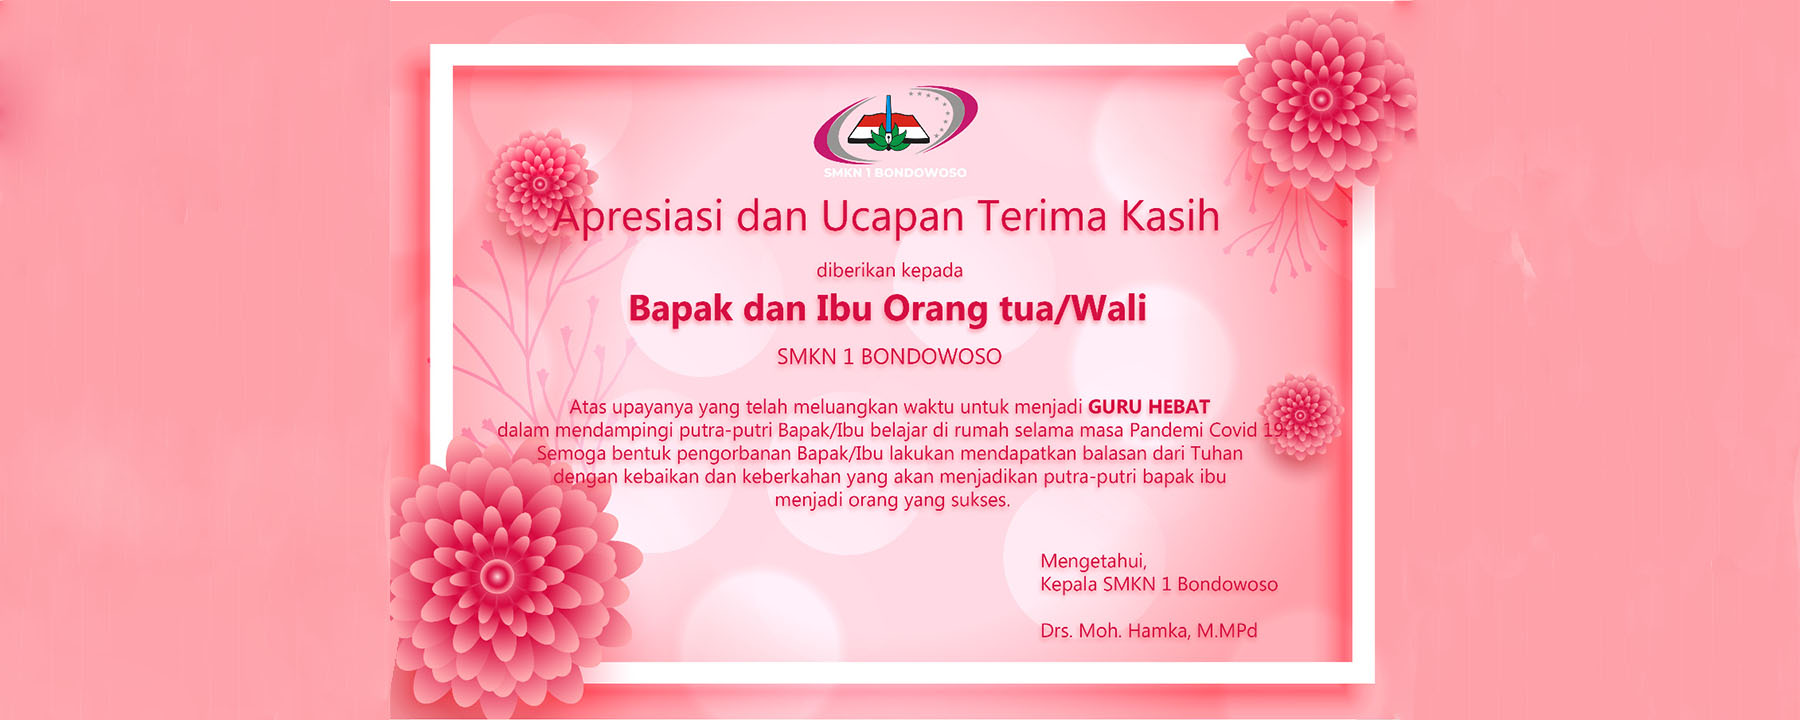 SMKN 1 BONDOWOSO
Apresiasi dan Ucapan Terima Kasih
diberikan kepada
Bapak dan Ibu Orang tua/Wali
SMKN 1 BONDOWOSO
Atas upayanya yang telah meluangkan waktu untuk menjadi GURU HEBAT
dalam mendampingi putra-putri Bapak/Ibu belajar di rumah selama masa Pandemi Covid 19.
Semoga bentuk pengorbanan Bapak/Ibu lakukan mendapatkan balasan dari Tuhan
dengan kebaikan dan keberkahan yang akan menjadikan putra-putri bapak ibu
menjadi orang yang sukses.
Mengetahui,
Kepala SMKN 1 Bondowoso
Drs. Moh. Hamka, M.MPd